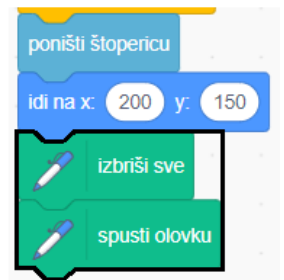 poništi štopericu
idi na x: 200 y: 150
izbriši sve
spusti olovku